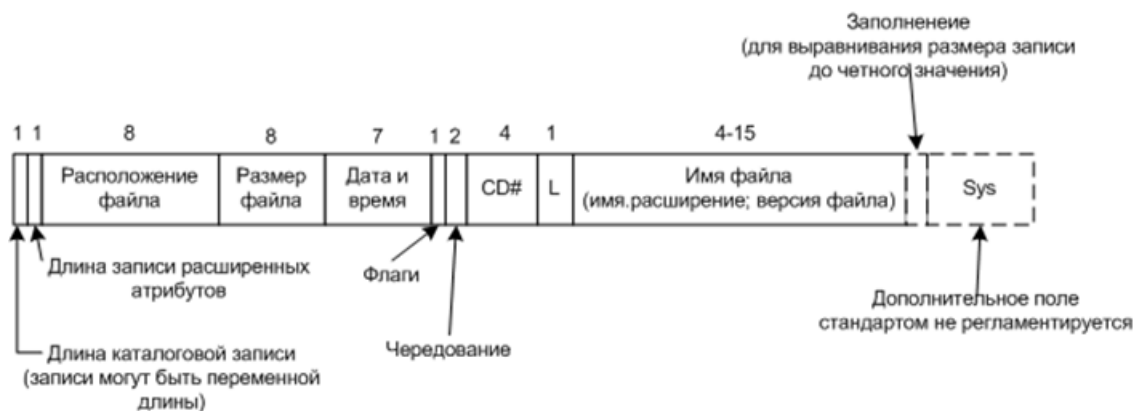 Заполненеие
(для выравнивания размера записи
до четного значения)
1 1 8 8 7 1 2 4 1 4-15
Расположение
файла
Размер
файла
Дата и
время
CD#
L
Имя файла
(имя.расширение; версия файла)
Sys
Длина записи расширенных
атрибутов
Флаги
Чередование
Дополнительное поле
стандартом не регламентируется
Длина каталоговой записи
(записи могут быть переменной
длины)